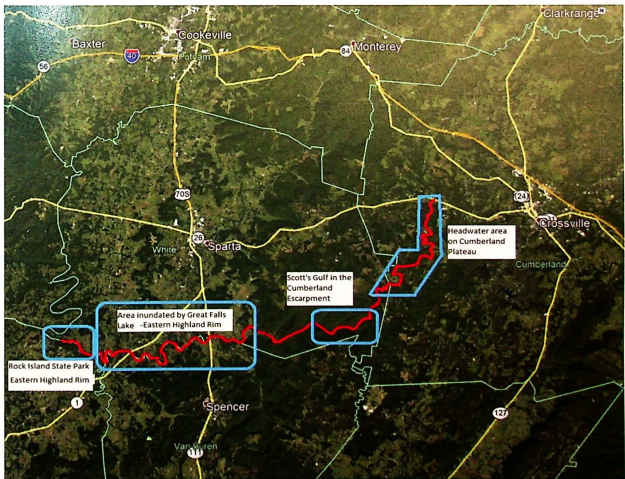 Clarkrange
Cookeville
Baxter
40
Putnam
Monterey
84
56
70S
24
Crossville
26
Sparta
White
Headwater area
on Cumberland
Plateau
Cumberland
Scott's Gulf in the
Cumberland
Escarpment
Area inundated by Great Falls
Lake -Eastern Highland Rim
Rock Island State Park
Eastern Highland Rim
1
Spencer
127
Van Buren
111